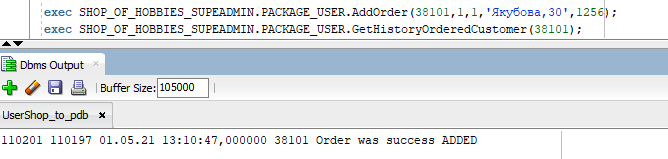 exec SHOP_OF_HOBBIES_SUPEADMIN.PACKAGE_USER.AddOrder(38101,1,1,'Якубова,30',1256);
exec SHOP_OF_HOBBIES_SUPEADMIN.PACKAGE_USER.GetHistoryOrderedCustomer(38101);
Dbms Output ×
Buffer Size: 105000
UserShop_to_pdb ×
110201 110197 01.05.21 13:10:47,000000 38101 Order was success ADDED